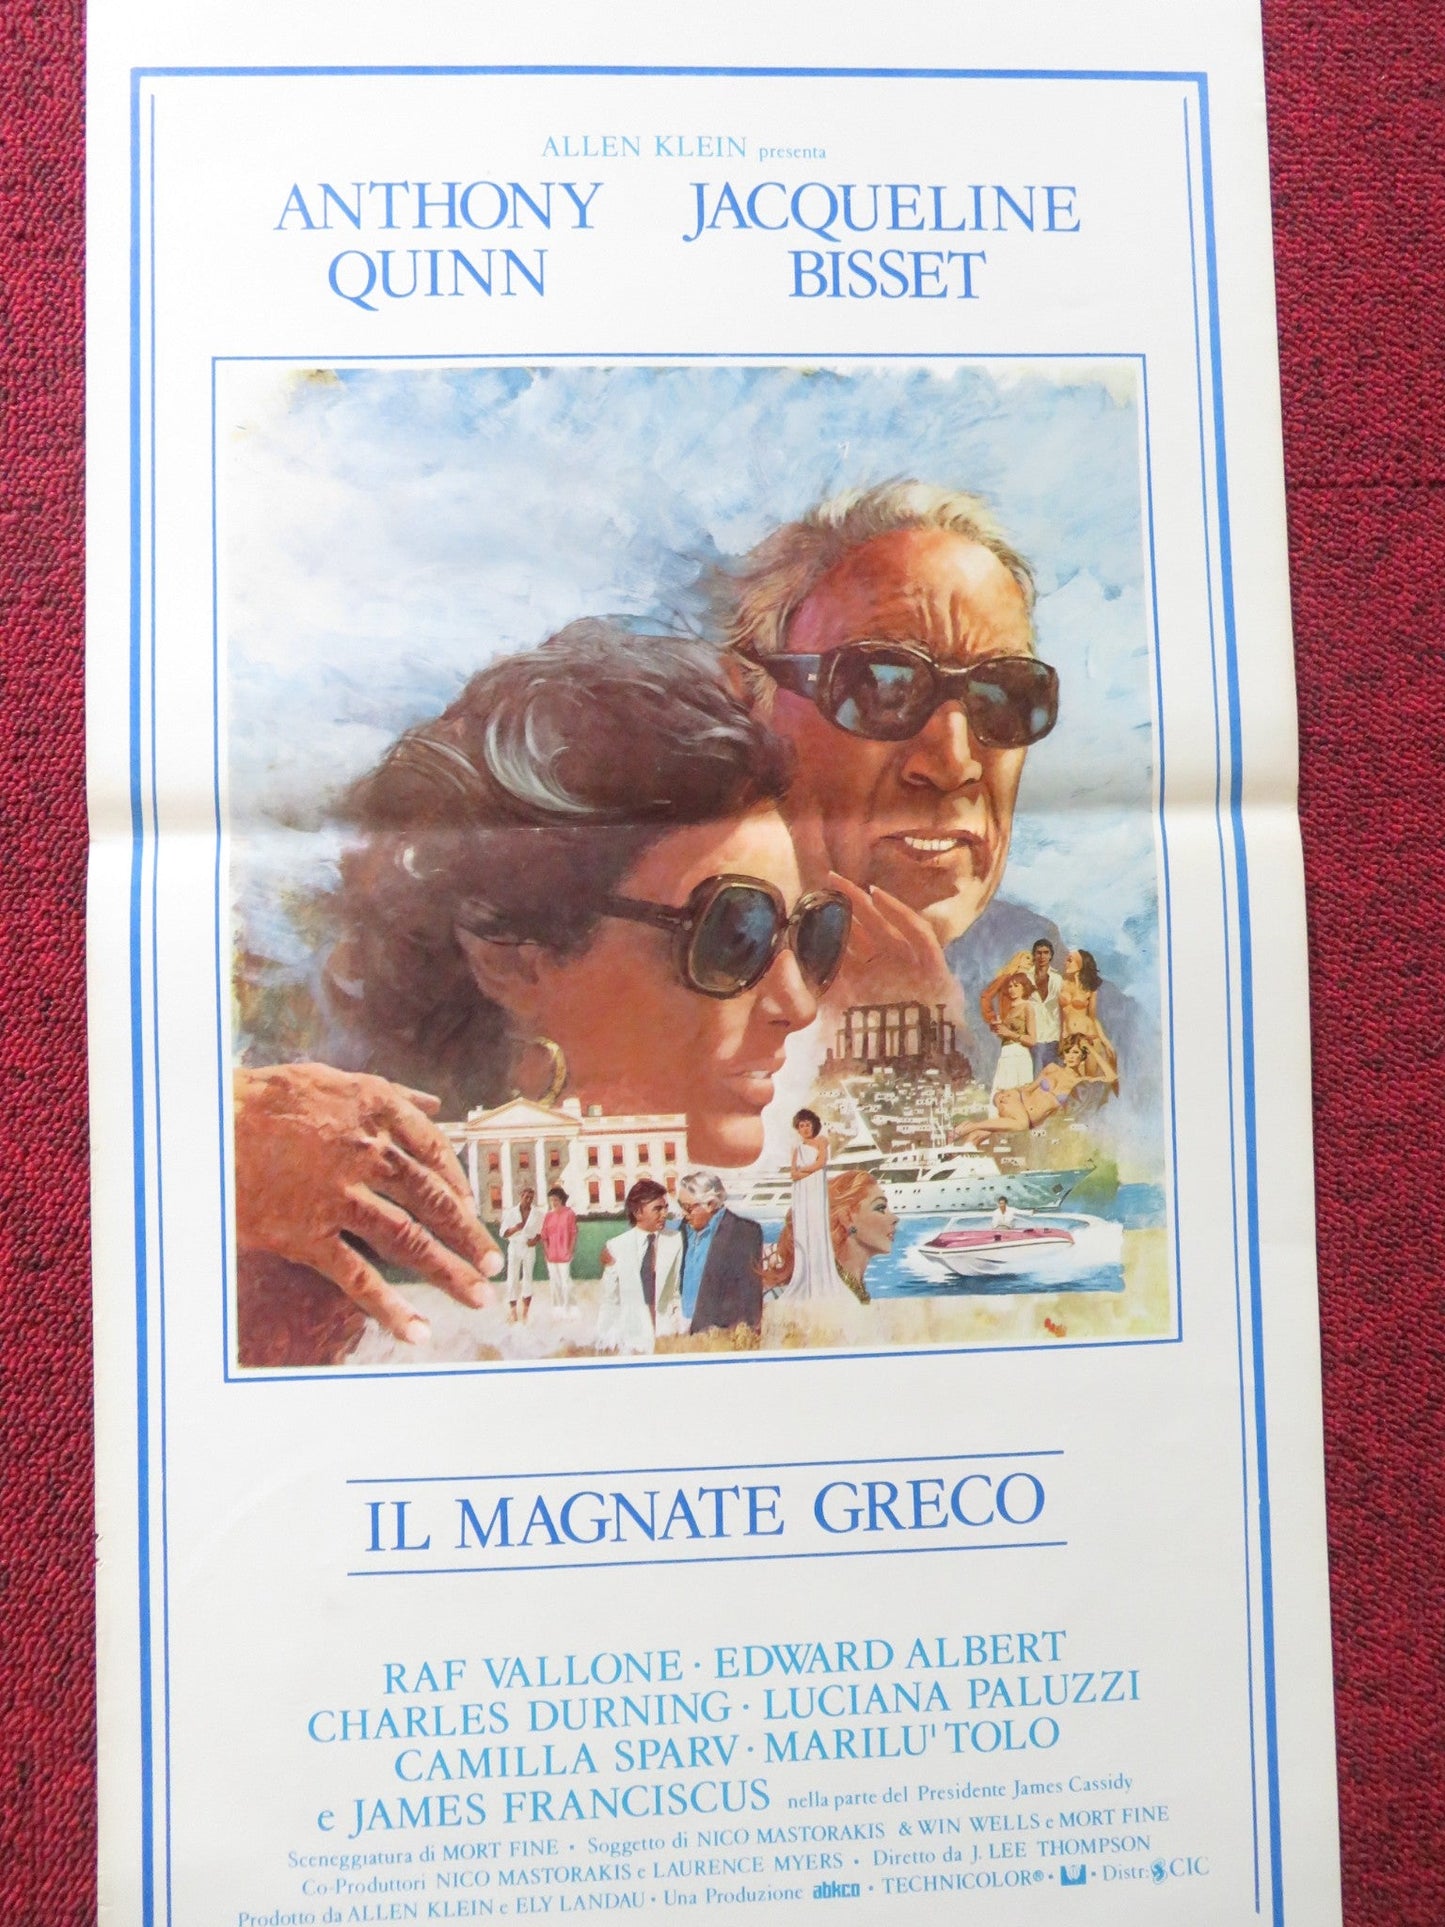 ALLEN KLEIN presenta
ANTHONY QUINN
JACQUELINE BISSET
IL MAGNATE GRECO
RAF VALLONE · EDWARD ALBERT
CHARLES DURNING · LUCIANA PALUZZI
CAMILLA SPARV · MARILU' TOLO
e JAMES FRANCISCUS nella parte del Presidente James Cassidy
Sceneggiatura di MORT FINE · Soggetto di NICO MASTORAKIS & WIN WELLS e MORT FINE
Co-Produttori NICO MASTORAKIS e LAURENCE MYERS · Diretto da J. LEE THOMPSON
Prodotto da ALLEN KLEIN e ELY LANDAU · Una Produzione abkco · TECHNICOLOR® · Distr: CIC